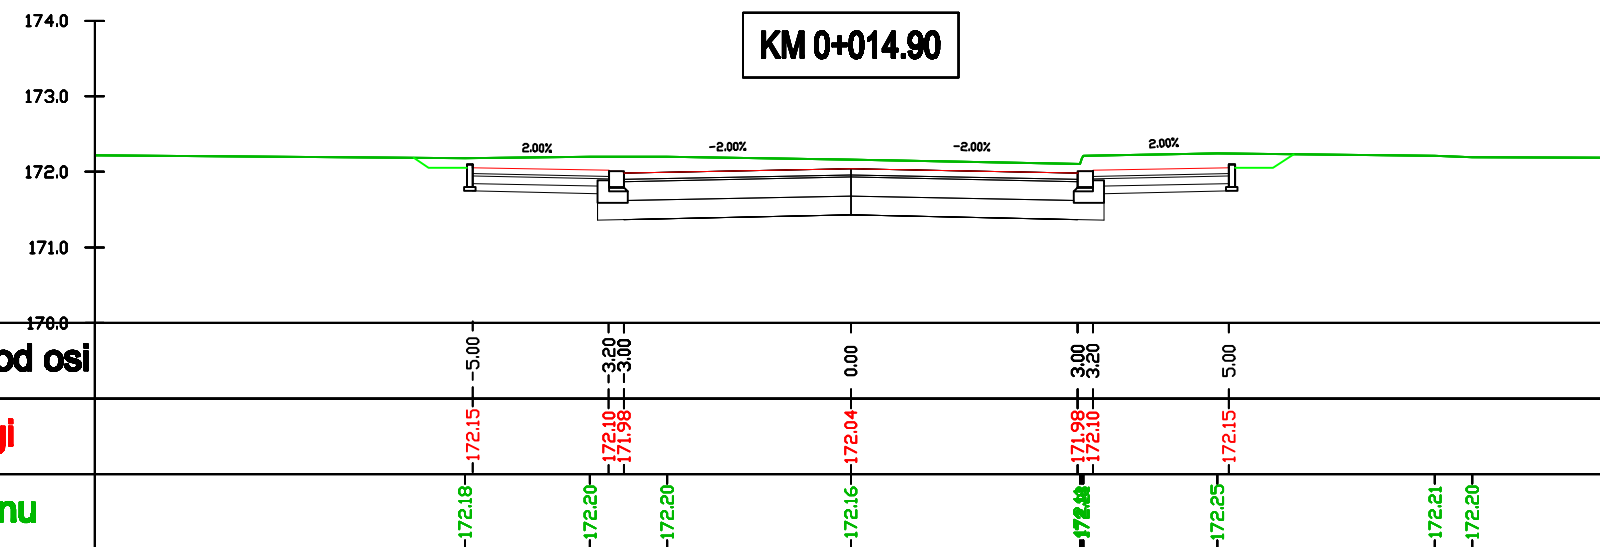 174.0
KM 0+014.90
173.0
2.00% -2.00% -2.00% 2.00%
172.0
171.0
170.0
od osi -5.00 -3.20 -3.00 0.00 3.00 3.20 5.00
gi 172.15 172.10 171.98 172.04 171.98 172.10 172.15
nu 172.18 172.20 172.20 172.16 172.25 172.21 172.20